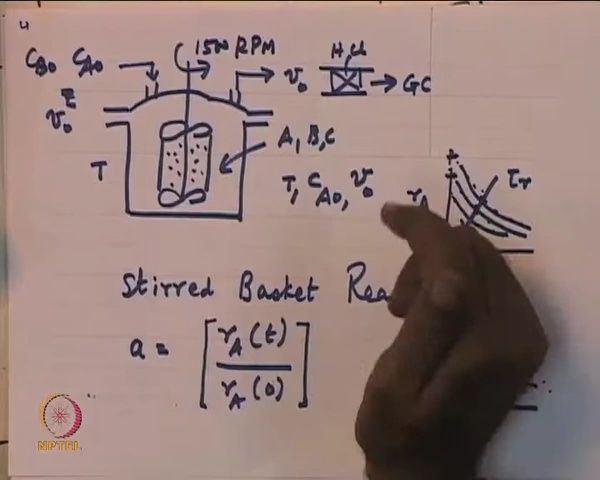 4
C_B0 C_A0
1500 RPM
HCl
v_0
GC
v_0
A, B, C
T
T, C_A0, v_0
τ_r
r_A
Stirred Basket Rea
a = [ r_A(t) / r_A(0) ]
NPTEL